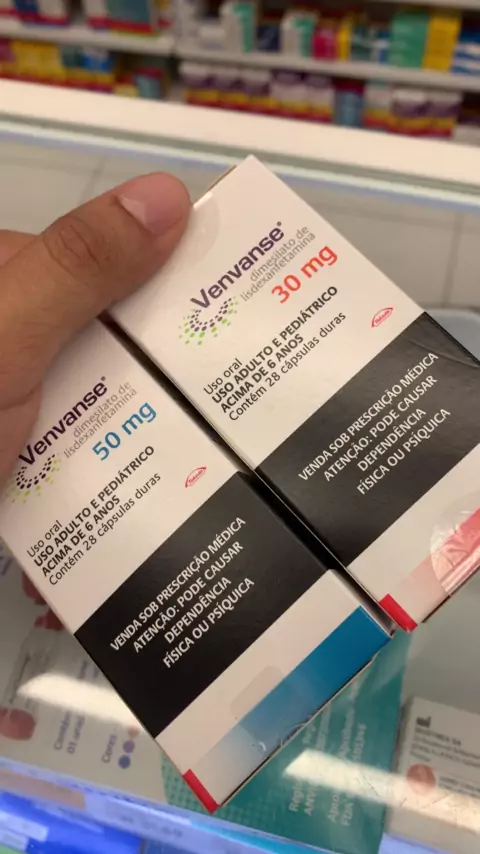 Venvanse®
dimesilato de
lisdexanfetamina
30 mg
Uso oral
USO ADULTO E PEDIÁTRICO
ACIMA DE 6 ANOS
Contém 28 cápsulas duras
Takeda
VENDA SOB PRESCRIÇÃO MÉDICA
ATENÇÃO: PODE CAUSAR
DEPENDÊNCIA
FÍSICA OU PSÍQUICA
Venvanse®
dimesilato de
lisdexanfetamina
50 mg
Uso oral
USO ADULTO E PEDIÁTRICO
ACIMA DE 6 ANOS
Contém 28 cápsulas duras
Takeda
VENDA SOB PRESCRIÇÃO MÉDICA
ATENÇÃO: PODE CAUSAR
DEPENDÊNCIA
FÍSICA OU PSÍQUICA